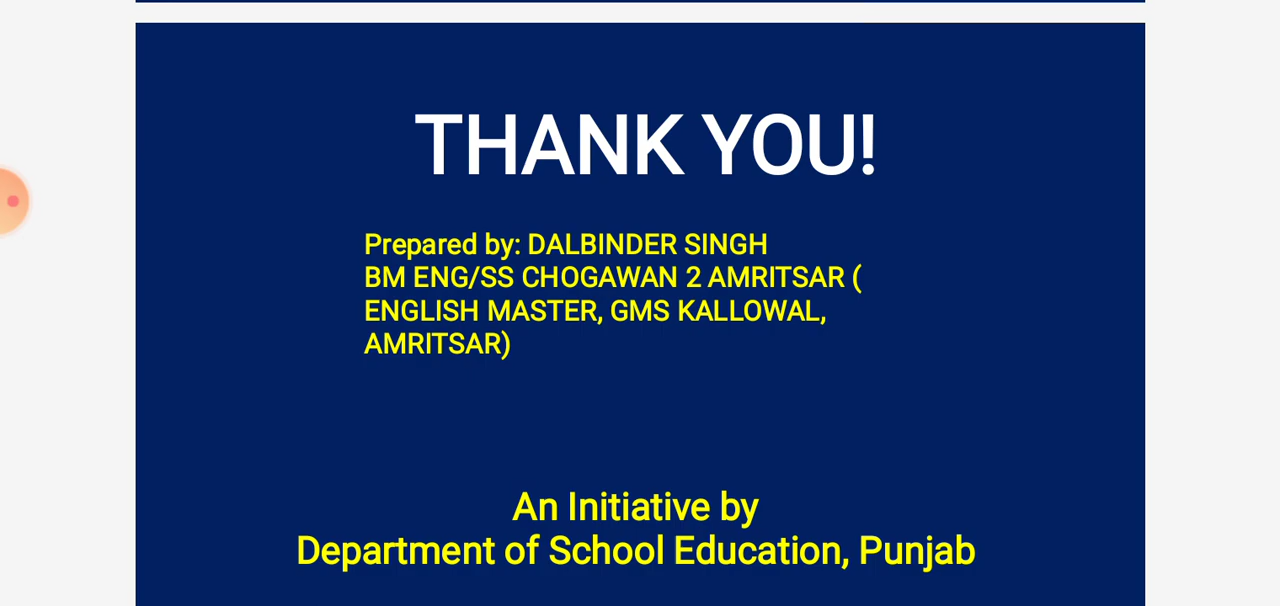 THANK YOU!
Prepared by: DALBINDER SINGH
BM ENG/SS CHOGAWAN 2 AMRITSAR (
ENGLISH MASTER, GMS KALLOWAL,
AMRITSAR)
An Initiative by
Department of School Education, Punjab